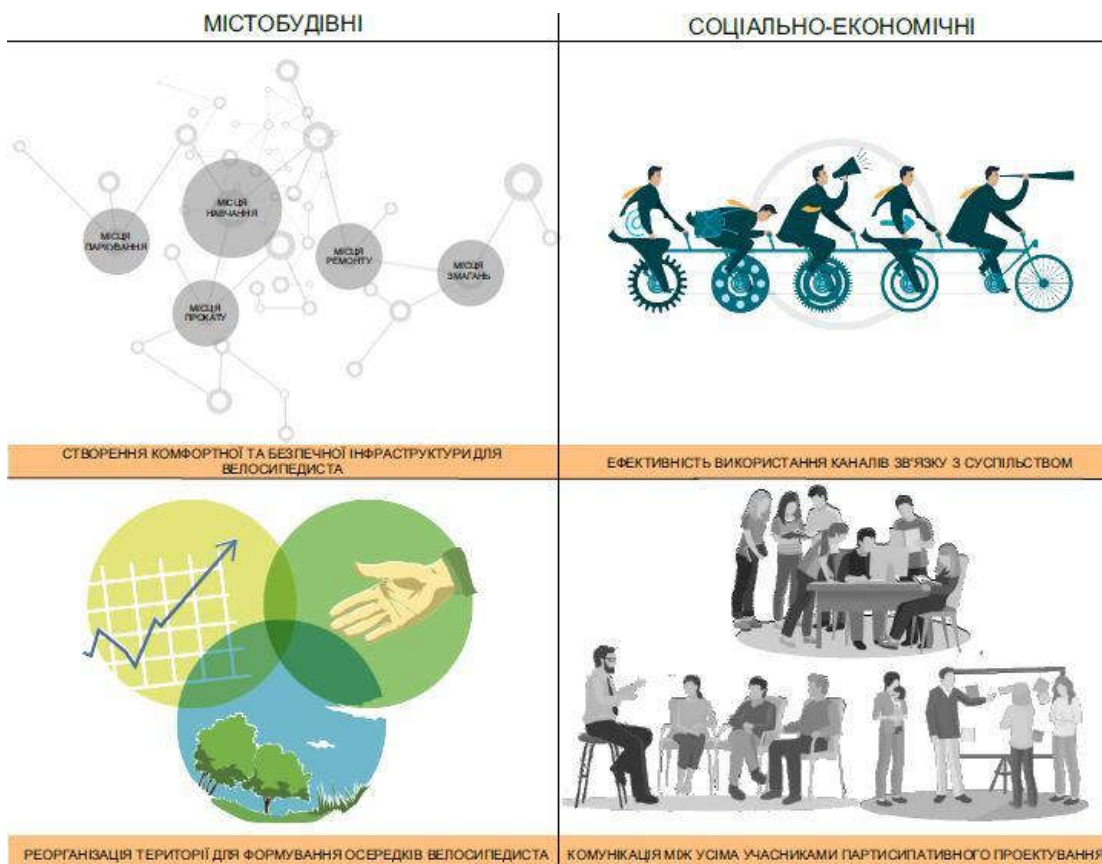 МІСТОБУДІВНІ
СОЦІАЛЬНО-ЕКОНОМІЧНІ
МІСЦЯ
НАВЧАННЯ
МІСЦЯ
ПАРКУВАННЯ
МІСЦЯ
РЕМОНТУ
МІСЦЯ
ЗМАГАНЬ
МІСЦЯ
ПРОКАТУ
СТВОРЕННЯ КОМФОРТНОЇ ТА БЕЗПЕЧНОЇ ІНФРАСТРУКТУРИ ДЛЯ
ВЕЛОСИПЕДИСТА
ЕФЕКТИВНІСТЬ ВИКОРИСТАННЯ КАНАЛІВ ЗВ'ЯЗКУ З СУСПІЛЬСТВОМ
РЕОРГАНІЗАЦІЯ ТЕРИТОРІЇ ДЛЯ ФОРМУВАННЯ ОСЕРЕДКІВ ВЕЛОСИПЕДИСТА
КОМУНІКАЦІЯ МІЖ УСІМА УЧАСНИКАМИ ПАРТИСИПАТИВНОГО ПРОЕКТУВАННЯ